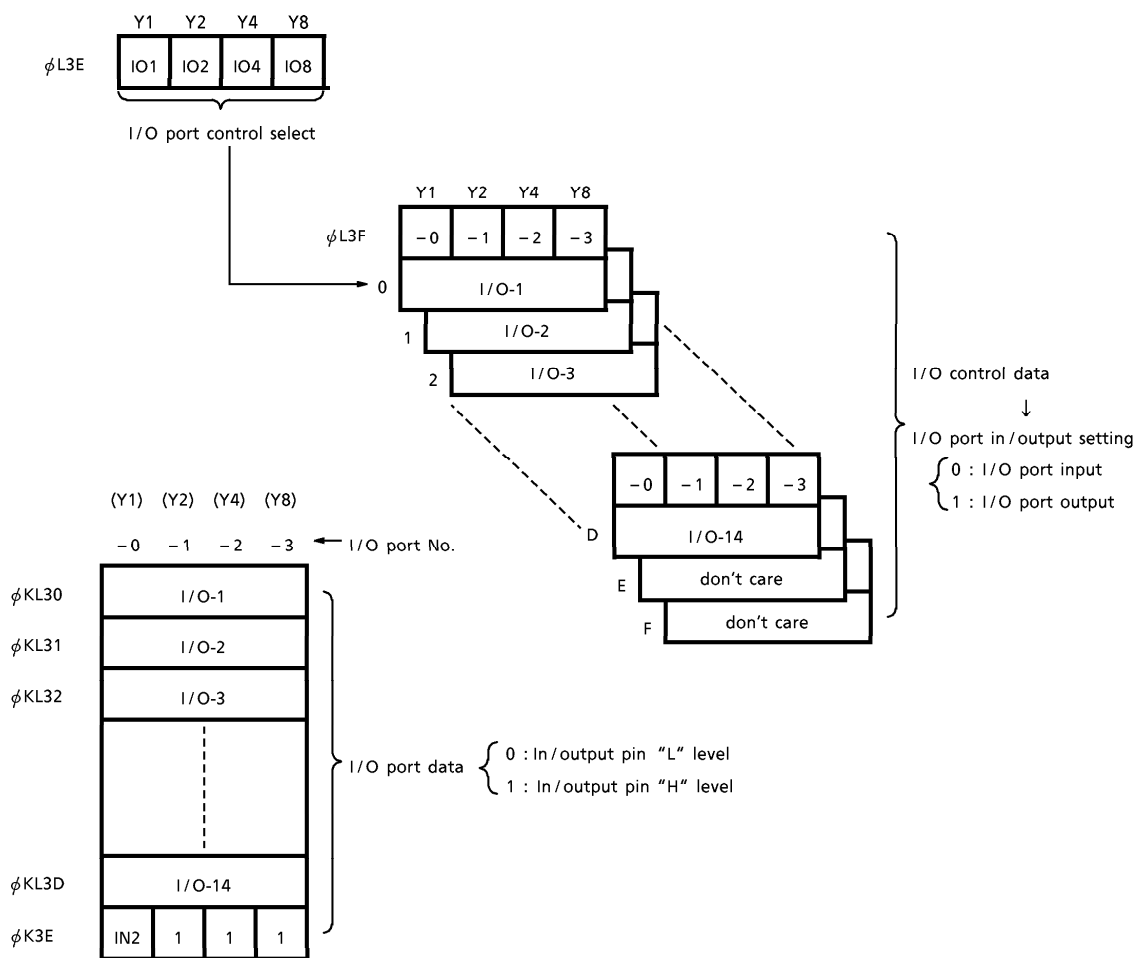 Y1 Y2 Y4 Y8
ϕL3E IO1 IO2 IO4 IO8
I/O port control select
Y1 Y2 Y4 Y8
ϕL3F −0 −1 −2 −3
0 I/O-1
1 I/O-2
2 I/O-3
I/O control data
↓
I/O port in/output setting
0 : I/O port input
1 : I/O port output
−0 −1 −2 −3
D I/O-14
E don't care
F don't care
(Y1) (Y2) (Y4) (Y8)
−0 −1 −2 −3 ← I/O port No.
ϕKL30 I/O-1
ϕKL31 I/O-2
ϕKL32 I/O-3
I/O port data
0 : In/output pin “L” level
1 : In/output pin “H” level
ϕKL3D I/O-14
ϕK3E IN2 1 1 1